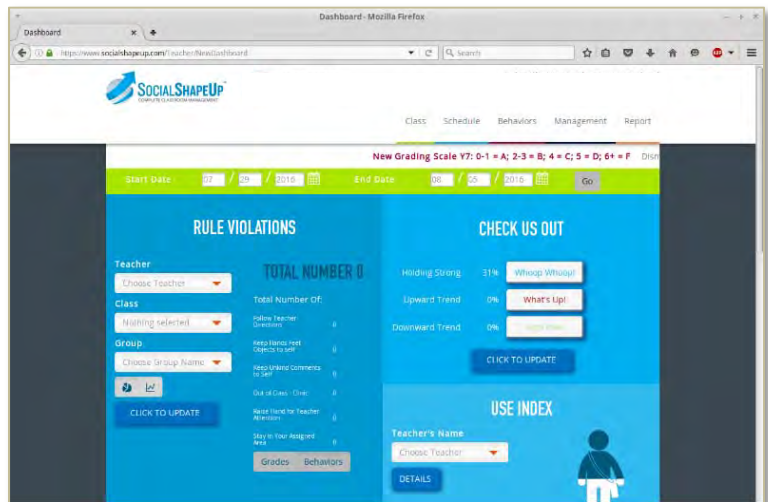 Dashboard - Mozilla Firefox
Dashboard
https://www.socialshapeup.com/Teacher/NewDashboard
Search
SOCIALSHAPEUP
COMPLETE CLASSROOM MANAGEMENT
Class Schedule Behaviors Management Report
New Grading Scale Y7: 0-1 = A; 2-3 = B; 4 = C; 5 = D; 6+ = F Dism
Start Date 07 / 29 / 2016 End Date 08 / 05 / 2016 Go
RULE VIOLATIONS
Teacher
Choose Teacher
Class
Nothing selected
Group
Choose Group Name
CLICK TO UPDATE
TOTAL NUMBER 0
Total Number Of:
Follow Teacher
Directions 0
Keep Hands Feet
Objects to self 0
Keep Unkind Comments
to Self 0
Out of Class - Clinic 0
Raise Hand for Teacher
Attention 0
Stay in Your Assigned
Area 0
Grades Behaviors
CHECK US OUT
Holding Strong 31% Whoop Whoop!
Upward Trend 0% What's Up!
Downward Trend 0%
CLICK TO UPDATE
USE INDEX
Teacher's Name
Choose Teacher
DETAILS